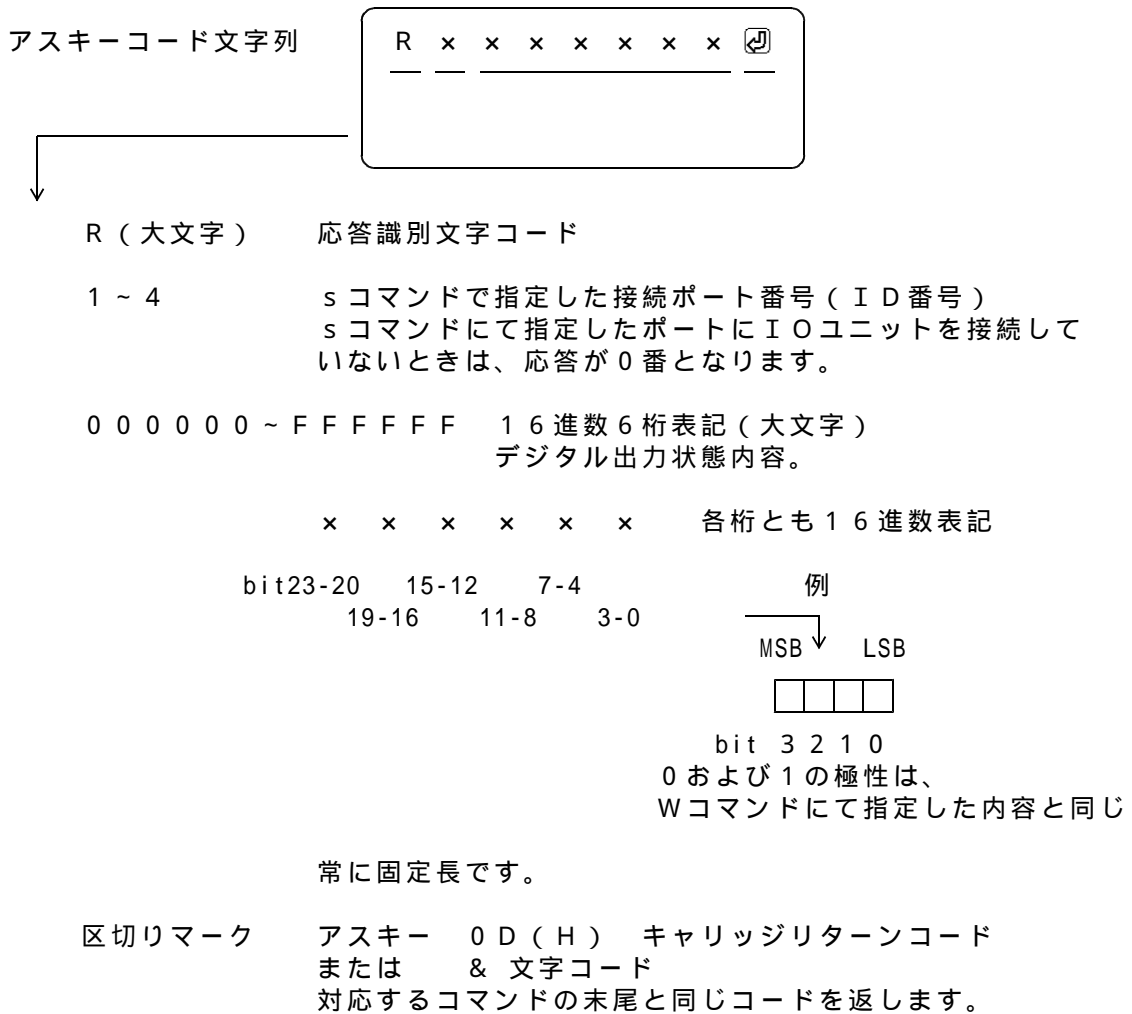 アスキーコード文字列 R × × × × × × ×
R(大文字) 応答識別文字コード
1~4 sコマンドで指定した接続ポート番号(ID番号)
sコマンドにて指定したポートにIOユニットを接続して
いないときは、応答が0番となります。
000000~FFFFFF 16進数6桁表記(大文字)
デジタル出力状態内容。
× × × × × × 各桁とも16進数表記
bit23-20 15-12 7-4 例
19-16 11-8 3-0
MSB LSB
bit 3 2 1 0
0および1の極性は、
Wコマンドにて指定した内容と同じ
常に固定長です。
区切りマーク アスキー 0D(H) キャリッジリターンコード
または & 文字コード
対応するコマンドの末尾と同じコードを返します。